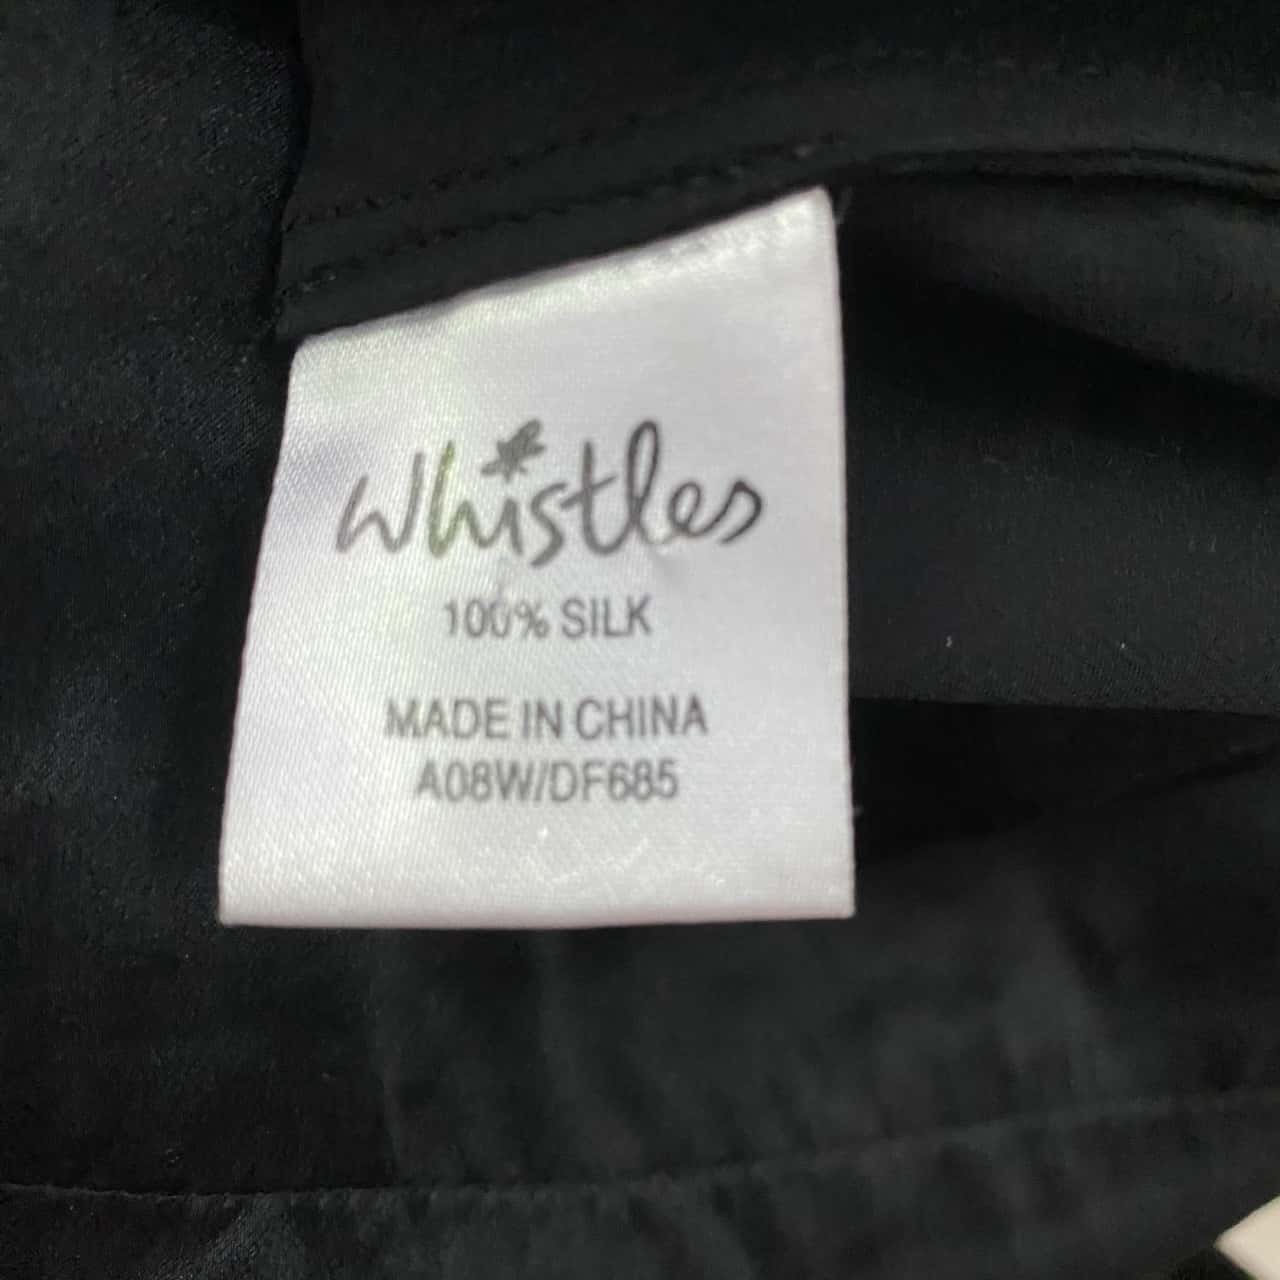 Whistles
100% SILK
MADE IN CHINA
A08W/DF685